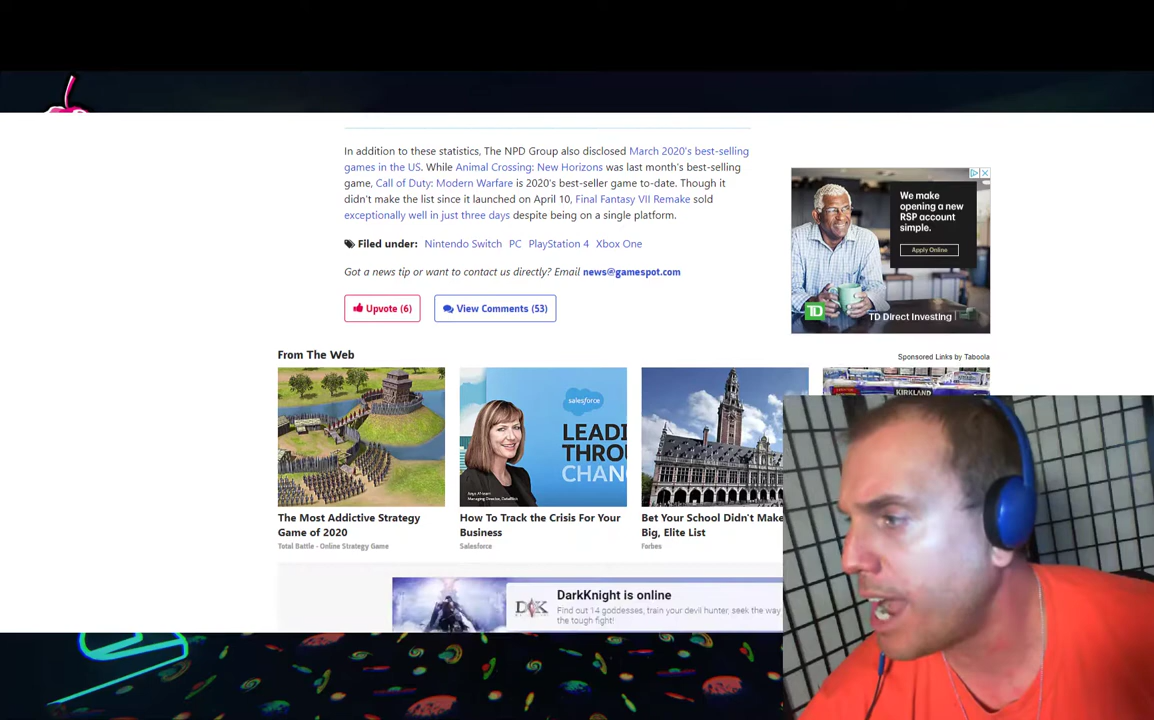 In addition to these statistics, The NPD Group also disclosed March 2020's best-selling
games in the US. While Animal Crossing: New Horizons was last month's best-selling
game, Call of Duty: Modern Warfare is 2020's best-seller game to-date. Though it
didn't make the list since it launched on April 10, Final Fantasy VII Remake sold
exceptionally well in just three days despite being on a single platform.
Filed under: Nintendo Switch PC PlayStation 4 Xbox One
Got a news tip or want to contact us directly? Email news@gamespot.com
Upvote (6) View Comments (53)
We make
opening a new
RSP account
simple.
Apply Online
TD
TD Direct Investing
From The Web
Sponsored Links by Taboola
salesforce
LEADI
THRO
CHAN
KIRKLAND
The Most Addictive Strategy
Game of 2020
Total Battle - Online Strategy Game
How To Track the Crisis For Your
Business
Salesforce
Bet Your School Didn't Make
Big, Elite List
Forbes
DK
DarkKnight is online
Find out 14 goddesses, train your devil hunter, seek the way
the tough fight!